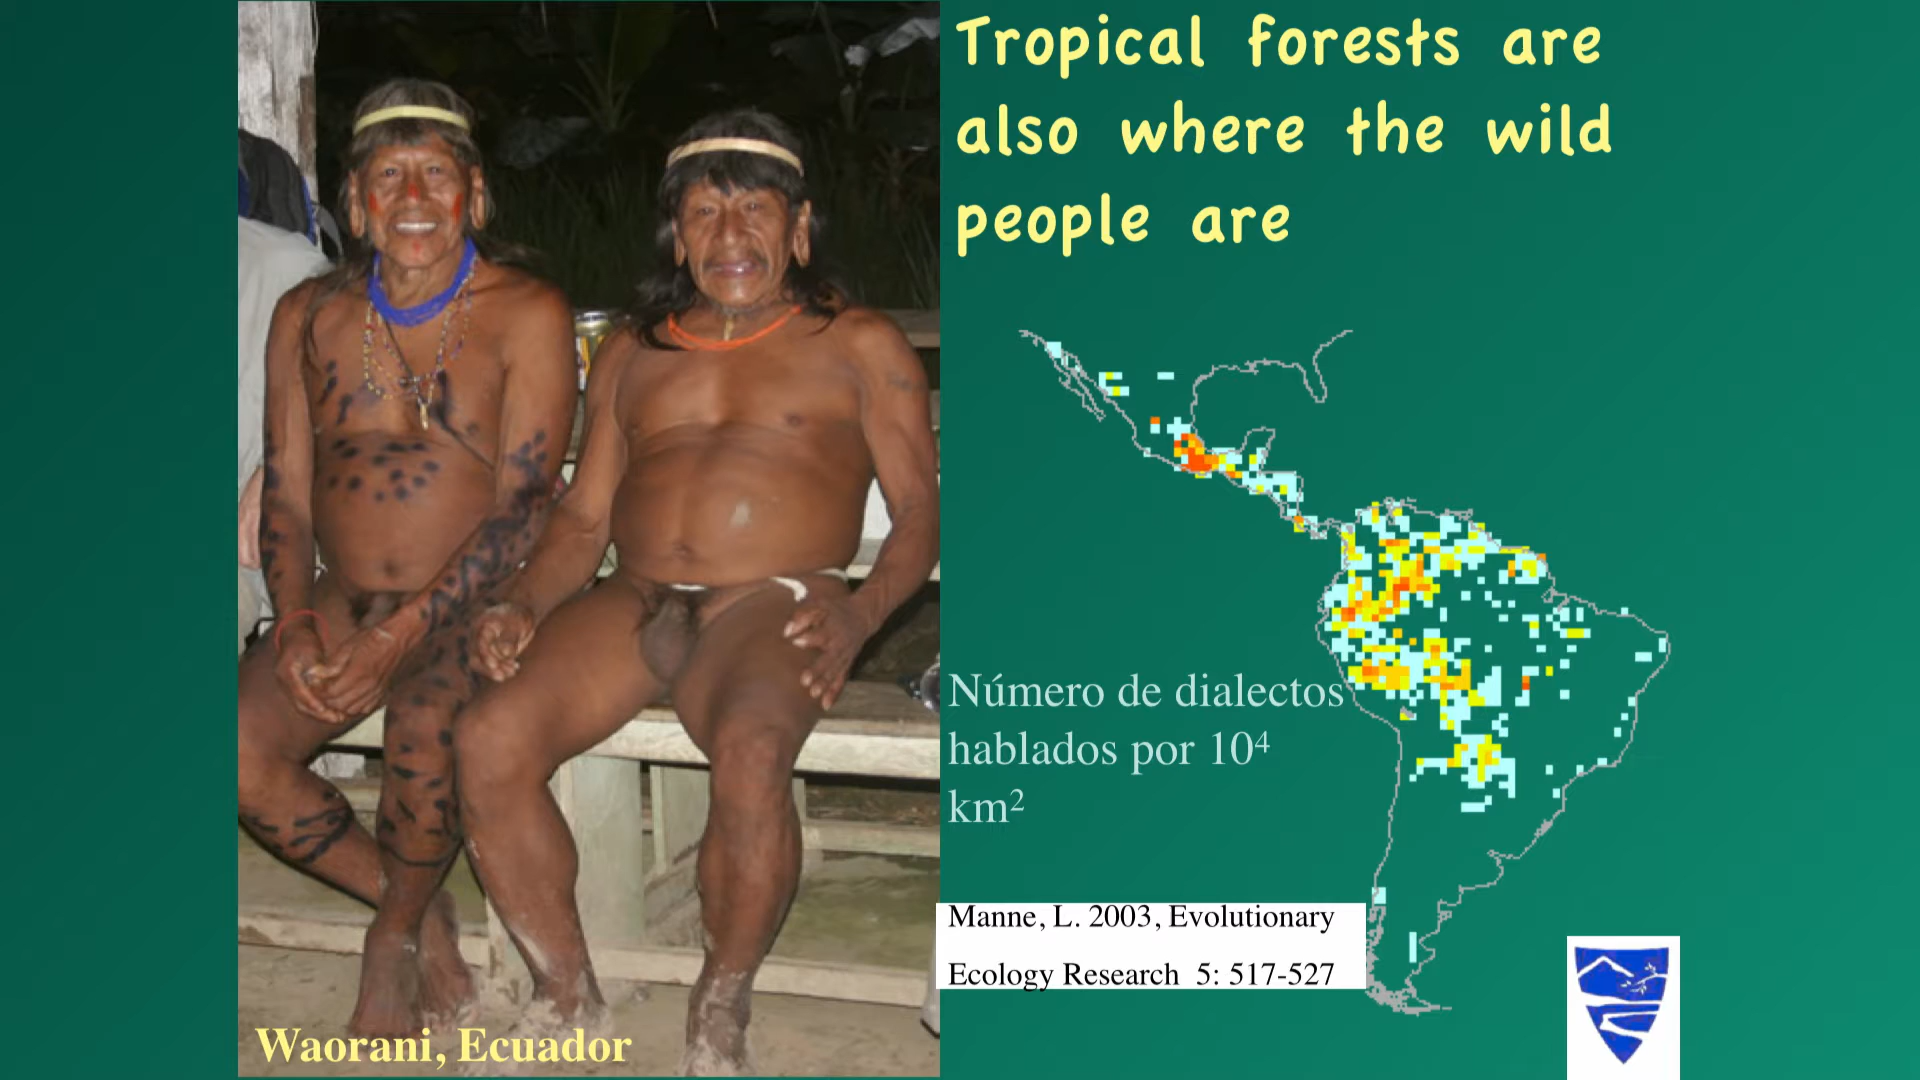 Tropical forests are
also where the wild
people are
Número de dialectos
hablados por 10⁴
km²
Manne, L. 2003, Evolutionary
Ecology Research 5: 517-527
Waorani, Ecuador